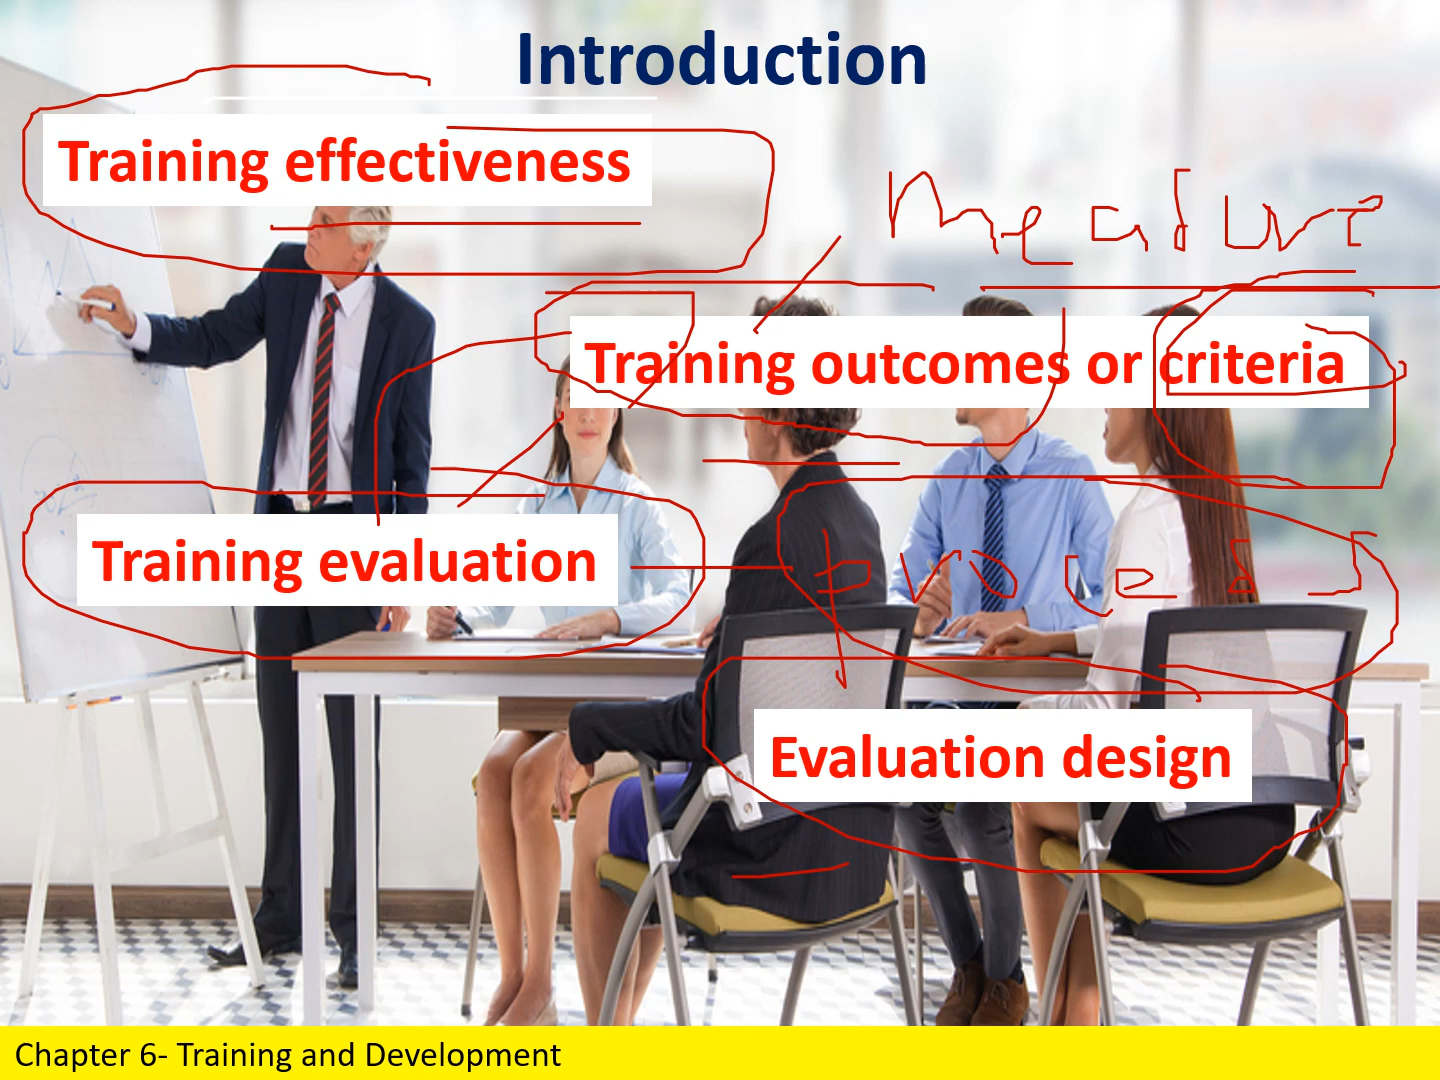 Introduction
Training effectiveness
measure
Training outcomes or criteria
Training evaluation
process
Evaluation design
Chapter 6- Training and Development